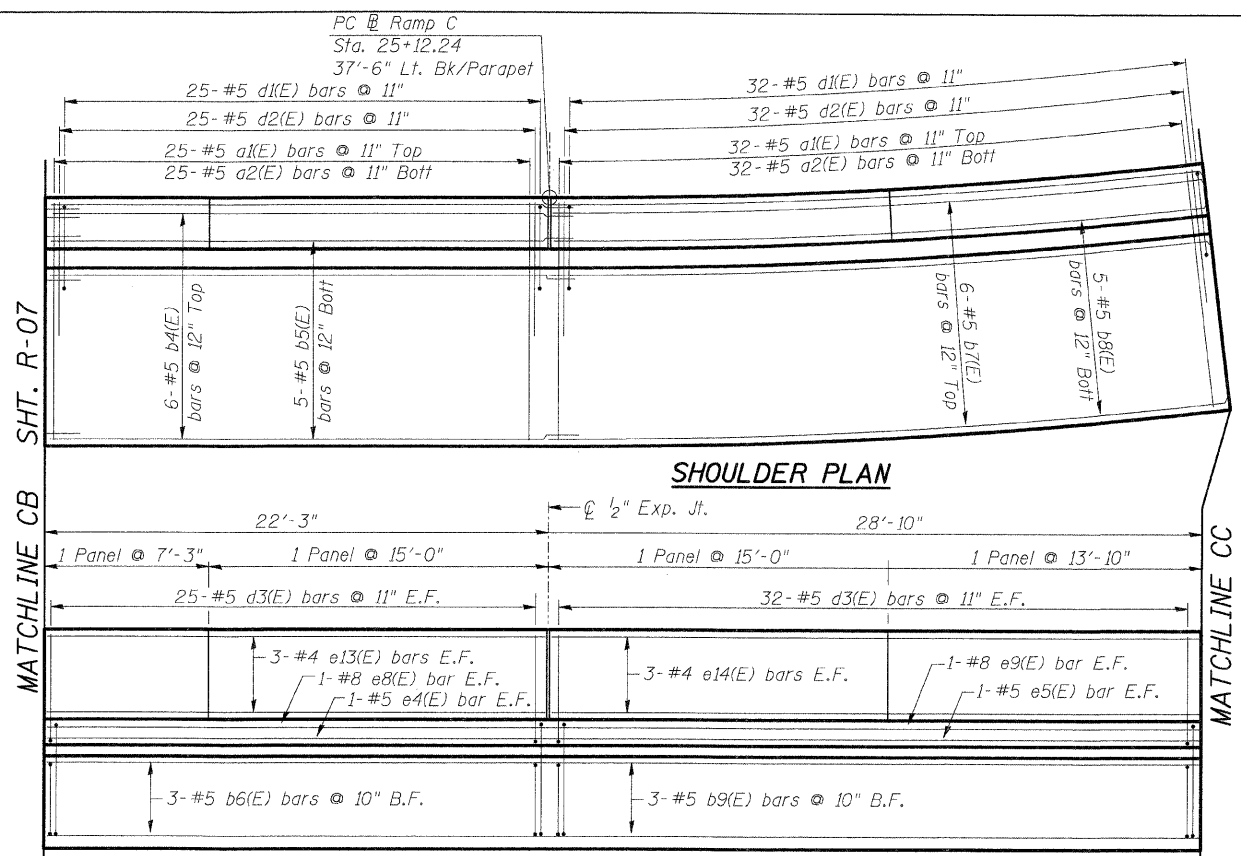 PC ℄ Ramp C
Sta. 25+12.24
37'-6" Lt. Bk/Parapet
25- #5 d1(E) bars @ 11"
25- #5 d2(E) bars @ 11"
25- #5 a1(E) bars @ 11" Top
25- #5 a2(E) bars @ 11" Bott
32- #5 d1(E) bars @ 11"
32- #5 d2(E) bars @ 11"
32- #5 a1(E) bars @ 11" Top
32- #5 a2(E) bars @ 11" Bott
6- #5 b4(E)
bars @ 12" Top
5- #5 b5(E)
bars @ 12" Bott
6- #5 b7(E)
bars @ 12" Top
5- #5 b8(E)
bars @ 12" Bott
MATCHLINE CB SHT. R-07
SHOULDER PLAN
℄ 1/2" Exp. Jt.
22'-3"
28'-10"
1 Panel @ 7'-3"
1 Panel @ 15'-0"
1 Panel @ 15'-0"
1 Panel @ 13'-10"
25- #5 d3(E) bars @ 11" E.F.
32- #5 d3(E) bars @ 11" E.F.
3- #4 e13(E) bars E.F.
1- #8 e8(E) bar E.F.
1- #5 e4(E) bar E.F.
3- #4 e14(E) bars E.F.
1- #8 e9(E) bar E.F.
1- #5 e5(E) bar E.F.
MATCHLINE CC
3- #5 b6(E) bars @ 10" B.F.
3- #5 b9(E) bars @ 10" B.F.